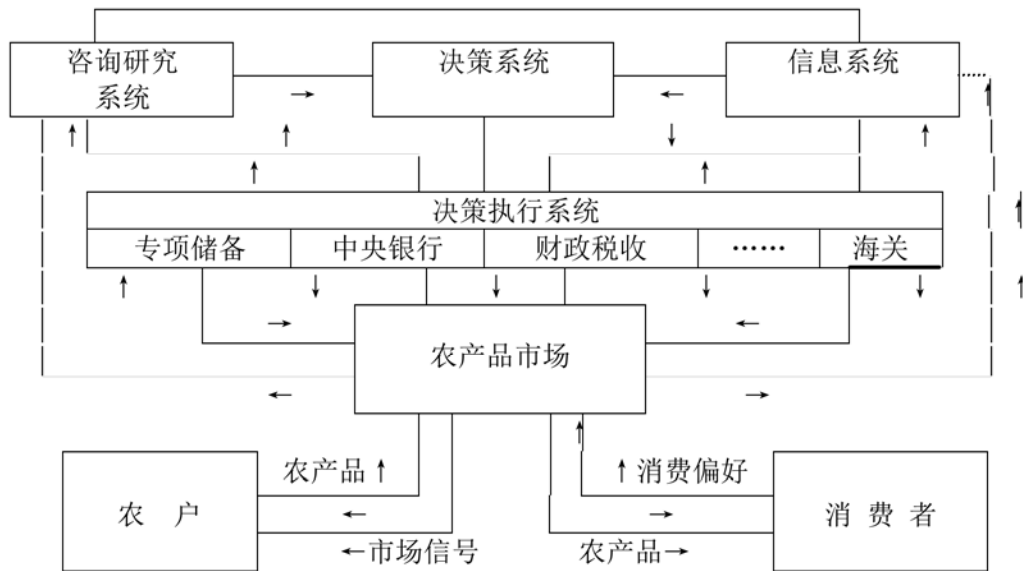 咨询研究
系统
决策系统
信息系统
决策执行系统
专项储备
中央银行
财政税收
……
海关
农产品市场
农产品
消费偏好
农 户
消 费 者
市场信号
农产品